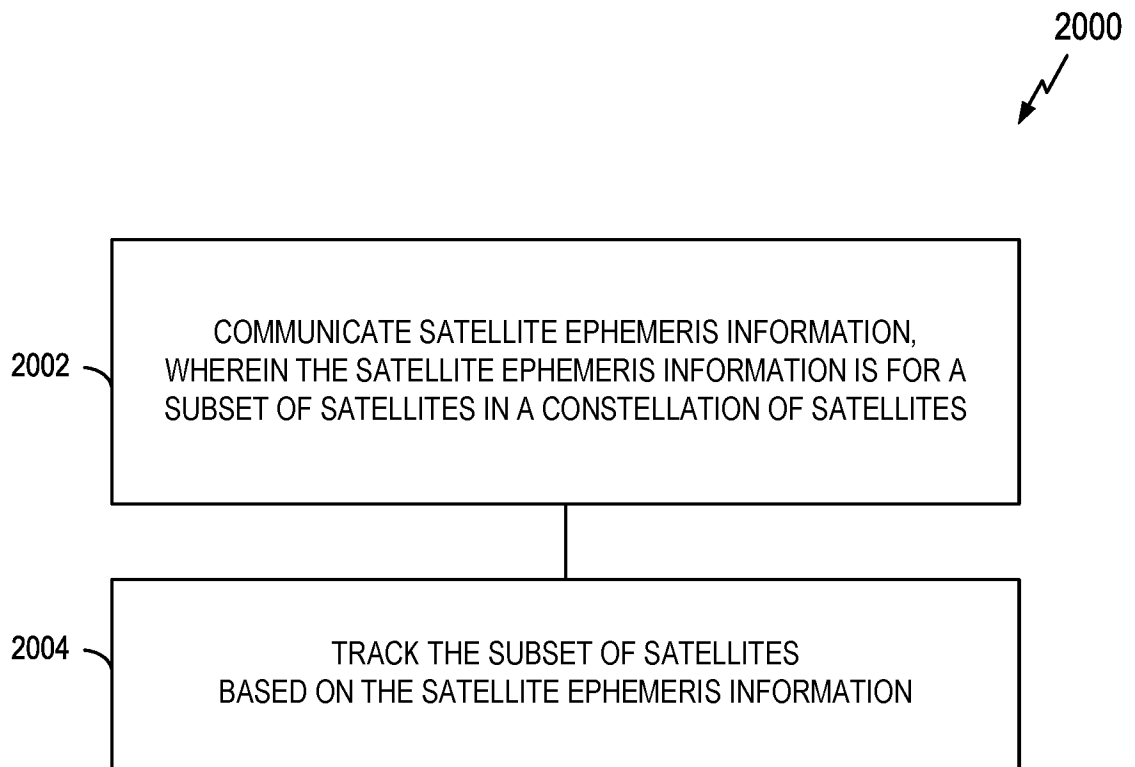 2000
2002
COMMUNICATE SATELLITE EPHEMERIS INFORMATION,
WHEREIN THE SATELLITE EPHEMERIS INFORMATION IS FOR A
SUBSET OF SATELLITES IN A CONSTELLATION OF SATELLITES
2004
TRACK THE SUBSET OF SATELLITES
BASED ON THE SATELLITE EPHEMERIS INFORMATION